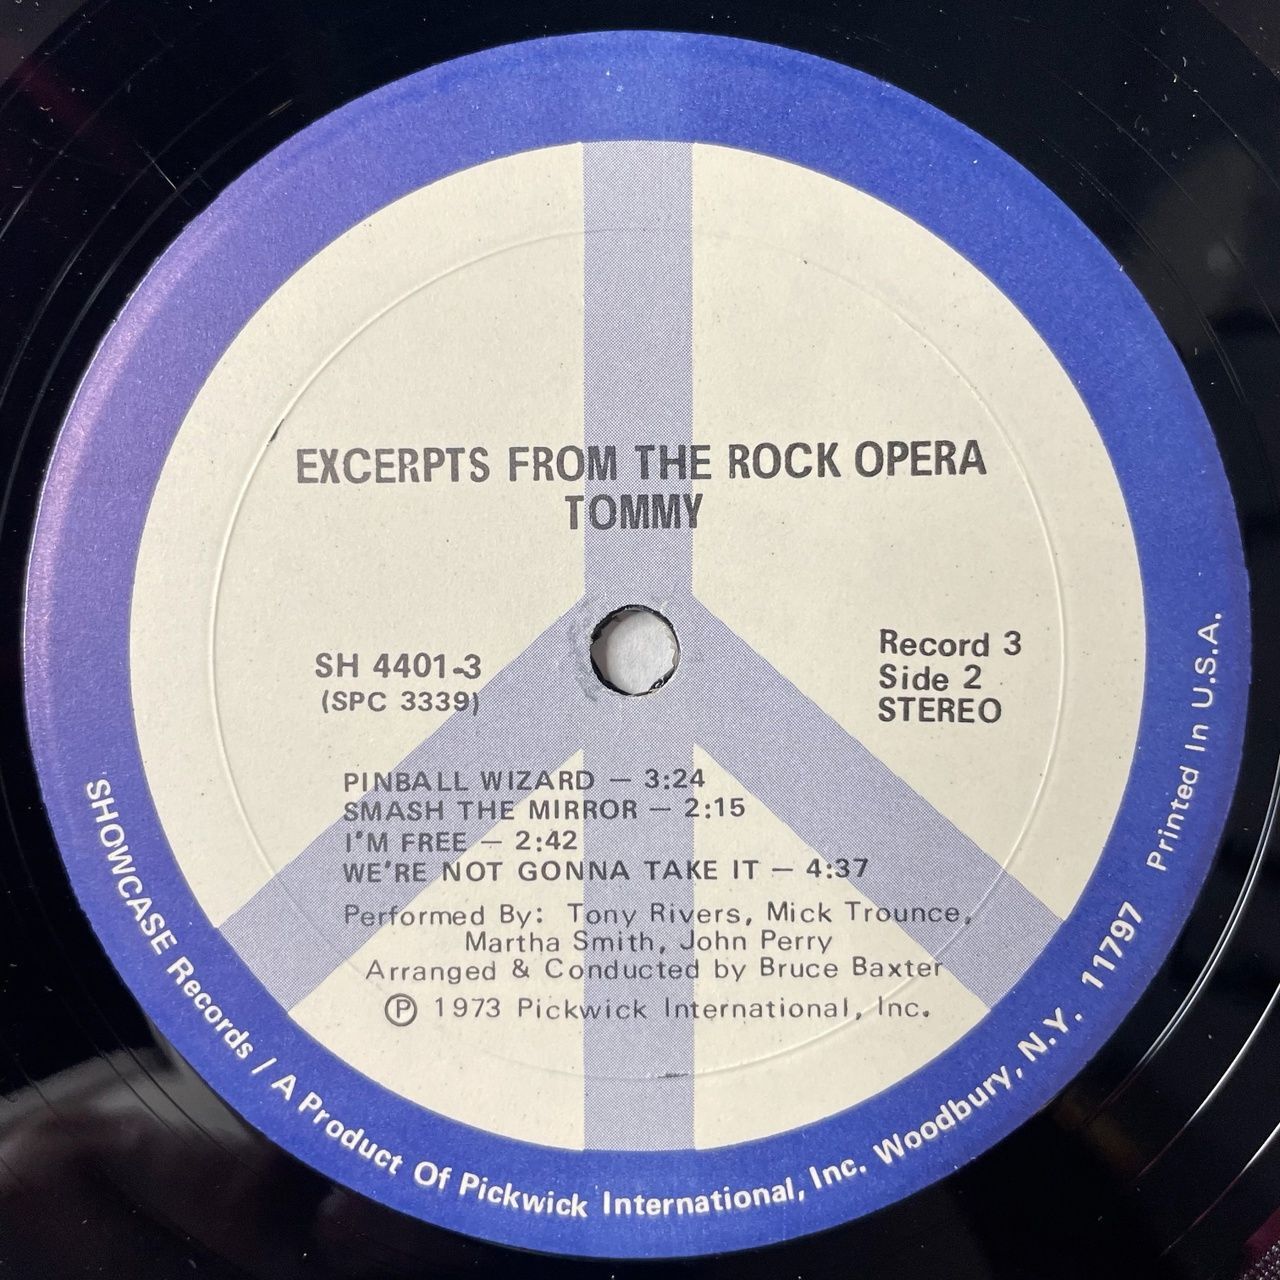 EXCERPTS FROM THE ROCK OPERA
TOMMY
SH 4401-3
(SPC 3339)
Record 3
Side 2
STEREO
PINBALL WIZARD — 3:24
SMASH THE MIRROR — 2:15
I'M FREE — 2:42
WE'RE NOT GONNA TAKE IT — 4:37
Performed By: Tony Rivers, Mick Trounce,
Martha Smith, John Perry
Arranged & Conducted by Bruce Baxter
Ⓟ 1973 Pickwick International, Inc.
SHOWCASE Records / A Product Of Pickwick International, Inc. Woodbury, N.Y. 11797 Printed In U.S.A.